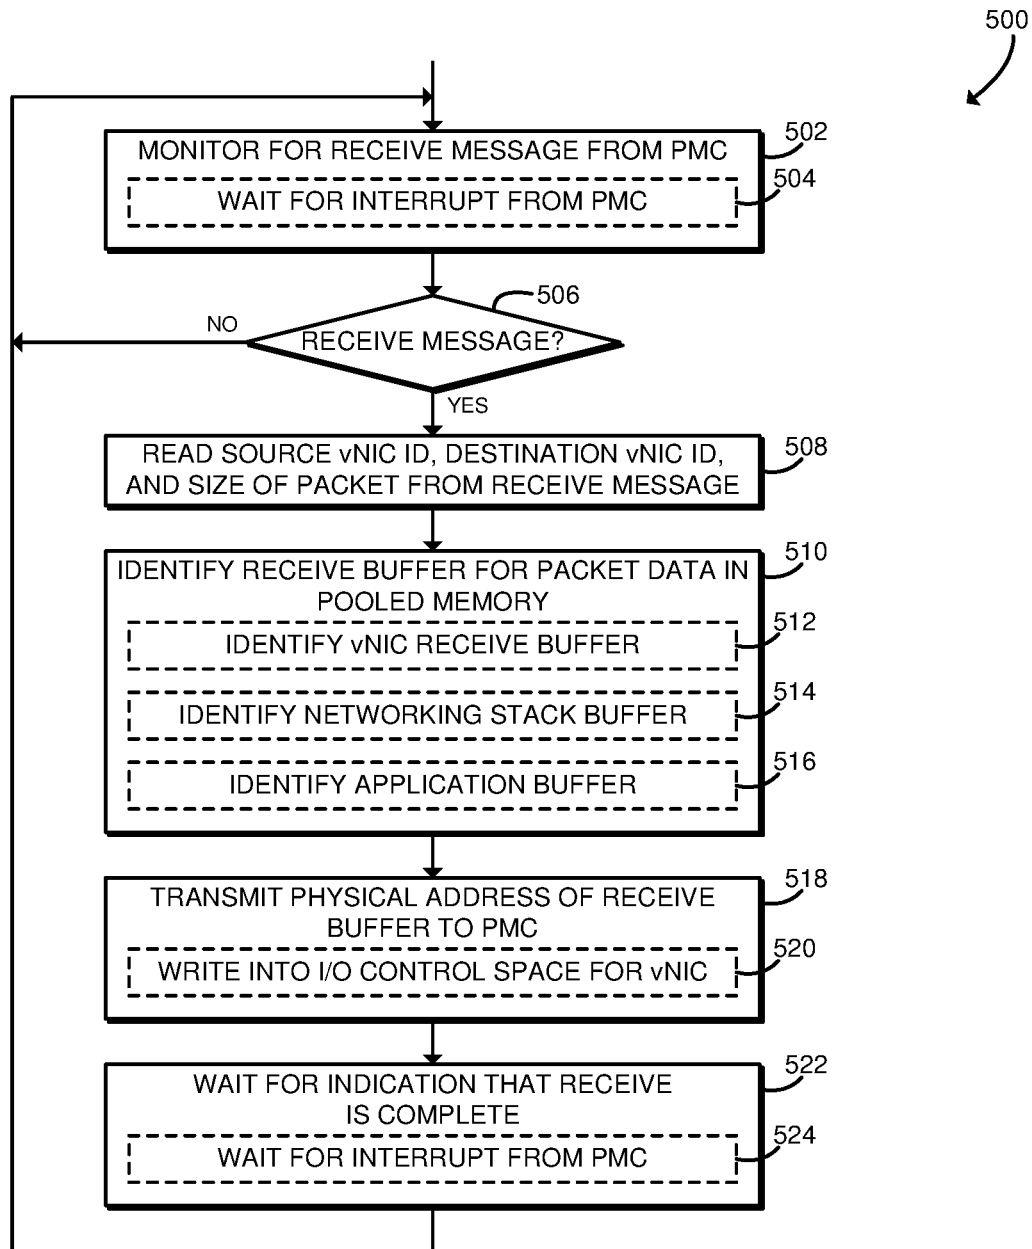 500
MONITOR FOR RECEIVE MESSAGE FROM PMC
502
WAIT FOR INTERRUPT FROM PMC
504
506
NO
RECEIVE MESSAGE?
YES
READ SOURCE vNIC ID, DESTINATION vNIC ID,
AND SIZE OF PACKET FROM RECEIVE MESSAGE
508
IDENTIFY RECEIVE BUFFER FOR PACKET DATA IN
POOLED MEMORY
510
IDENTIFY vNIC RECEIVE BUFFER
512
IDENTIFY NETWORKING STACK BUFFER
514
IDENTIFY APPLICATION BUFFER
516
TRANSMIT PHYSICAL ADDRESS OF RECEIVE
BUFFER TO PMC
518
WRITE INTO I/O CONTROL SPACE FOR vNIC
520
WAIT FOR INDICATION THAT RECEIVE
IS COMPLETE
522
WAIT FOR INTERRUPT FROM PMC
524